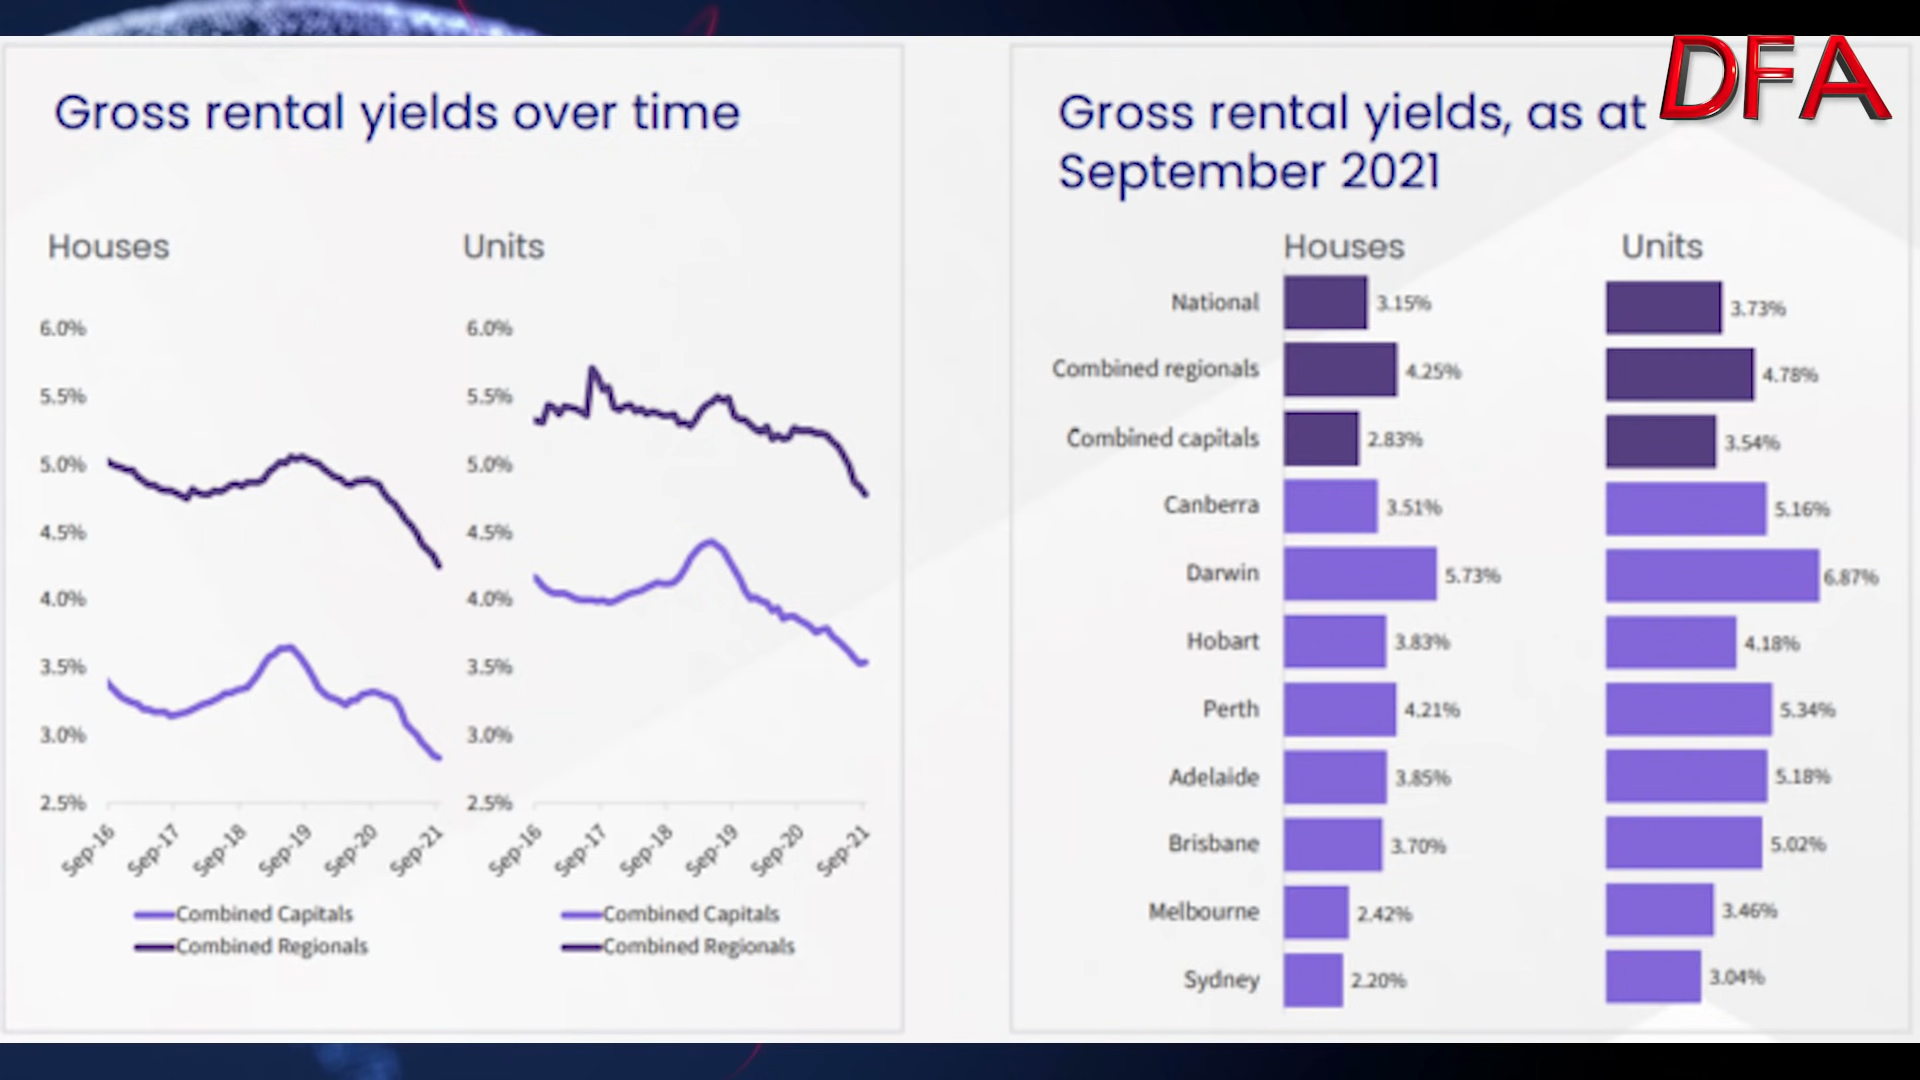 DFA
Gross rental yields over time
Houses
Units
6.0%
5.5%
5.0%
4.5%
4.0%
3.5%
3.0%
2.5%
Sep-16
Sep-17
Sep-18
Sep-19
Sep-20
Sep-21
Combined Capitals
Combined Regionals
6.0%
5.5%
5.0%
4.5%
4.0%
3.5%
3.0%
2.5%
Sep-16
Sep-17
Sep-18
Sep-19
Sep-20
Sep-21
Combined Capitals
Combined Regionals
Gross rental yields, as at
September 2021
Houses
Units
National 3.15% 3.73%
Combined regionals 4.25% 4.78%
Combined capitals 2.83% 3.54%
Canberra 3.51% 5.16%
Darwin 5.73% 6.87%
Hobart 3.83% 4.18%
Perth 4.21% 5.34%
Adelaide 3.85% 5.18%
Brisbane 3.70% 5.02%
Melbourne 2.42% 3.46%
Sydney 2.20% 3.04%